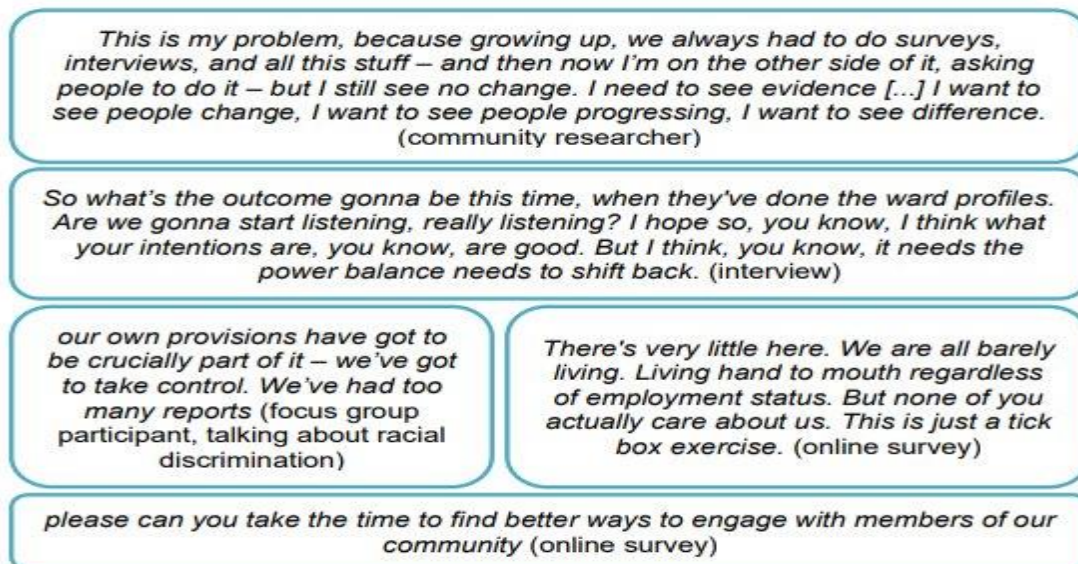 This is my problem, because growing up, we always had to do surveys,
interviews, and all this stuff – and then now I'm on the other side of it, asking
people to do it – but I still see no change. I need to see evidence [...] I want to
see people change, I want to see people progressing, I want to see difference.
(community researcher)
So what's the outcome gonna be this time, when they've done the ward profiles.
Are we gonna start listening, really listening? I hope so, you know, I think what
your intentions are, you know, are good. But I think, you know, it needs the
power balance needs to shift back. (interview)
our own provisions have got to
be crucially part of it – we've got
to take control. We've had too
many reports (focus group
participant, talking about racial
discrimination)
There's very little here. We are all barely
living. Living hand to mouth regardless
of employment status. But none of you
actually care about us. This is just a tick
box exercise. (online survey)
please can you take the time to find better ways to engage with members of our
community (online survey)